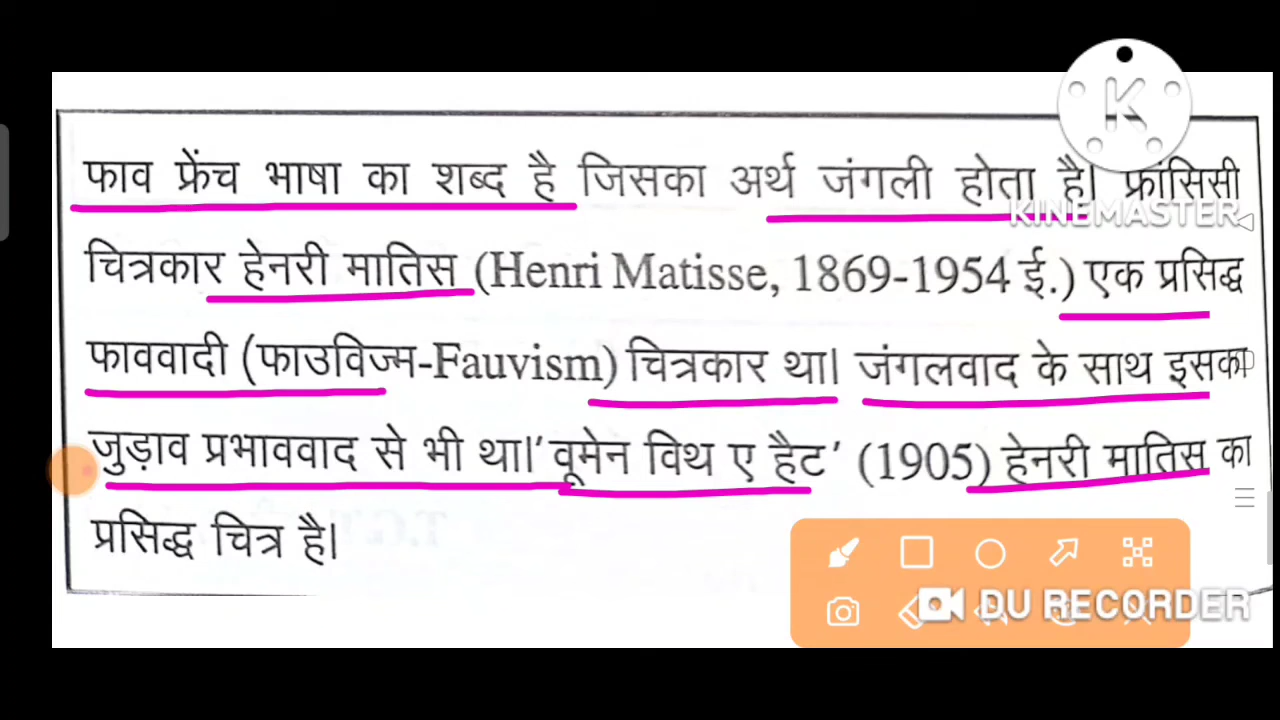 फाव फ्रेंच भाषा का शब्द है जिसका अर्थ जंगली होता है। फ्रांसिसी
KINEMASTER
चित्रकार हेनरी मातिस (Henri Matisse, 1869-1954 ई.) एक प्रसिद्ध
फाववादी (फाउविज्म-Fauvism) चित्रकार था। जंगलवाद के साथ इसका
जुड़ाव प्रभाववाद से भी था।'वूमेन विथ ए हैट' (1905) हेनरी मातिस का
प्रसिद्ध चित्र है।
DU RECORDER